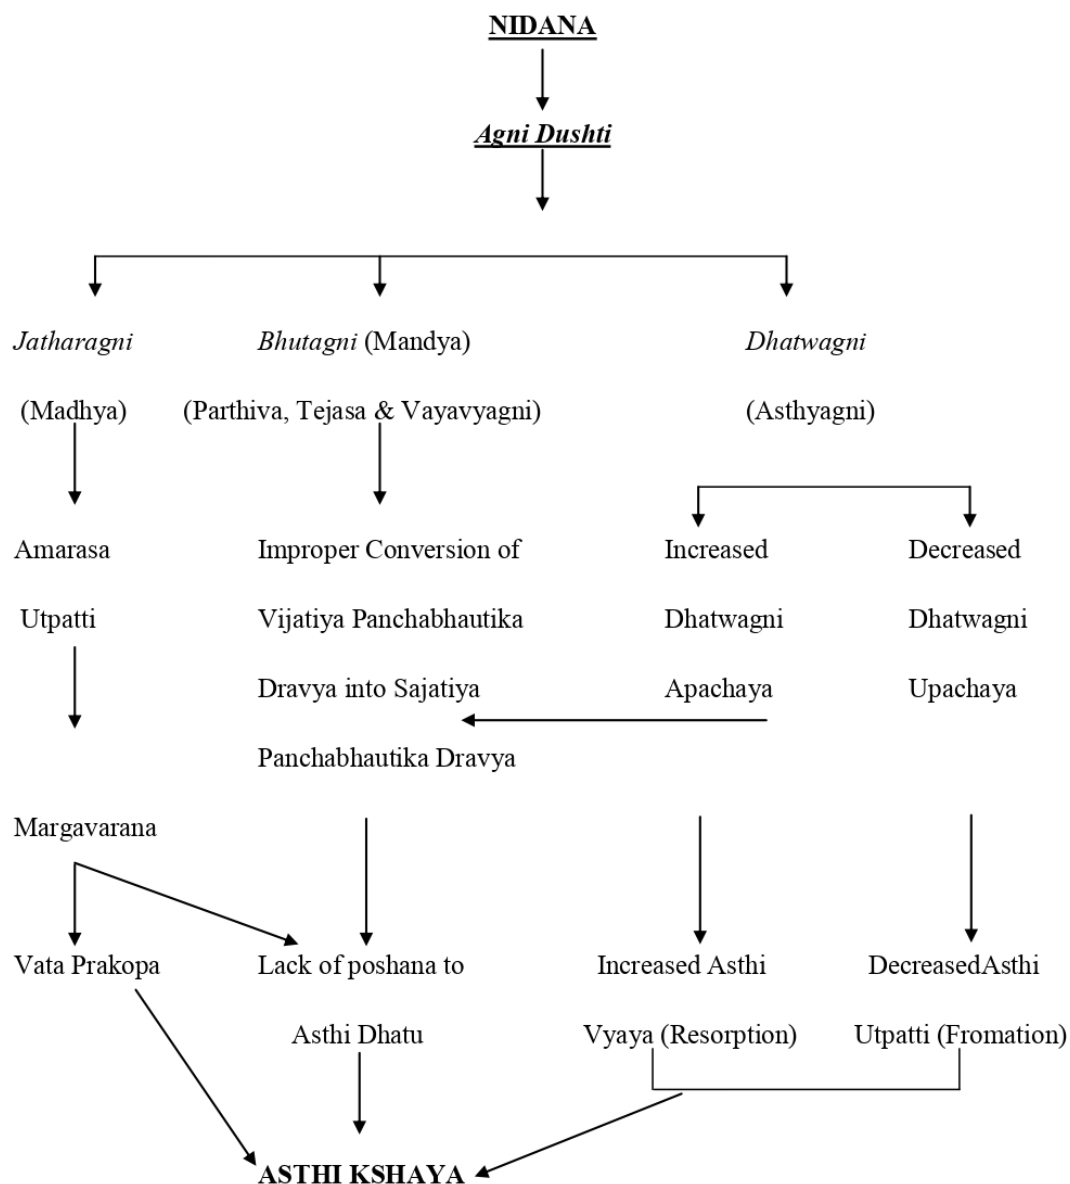 NIDANA
Agni Dushti
Jatharagni
(Madhya)
Bhutagni (Mandya)
(Parthiva, Tejasa & Vayavyagni)
Dhatwagni
(Asthyagni)
Amarasa
Utpatti
Improper Conversion of
Vijatiya Panchabhautika
Dravya into Sajatiya
Panchabhautika Dravya
Increased
Dhatwagni
Apachaya
Decreased
Dhatwagni
Upachaya
Margavarana
Vata Prakopa
Lack of poshana to
Asthi Dhatu
Increased Asthi
Vyaya (Resorption)
DecreasedAsthi
Utpatti (Fromation)
ASTHI KSHAYA